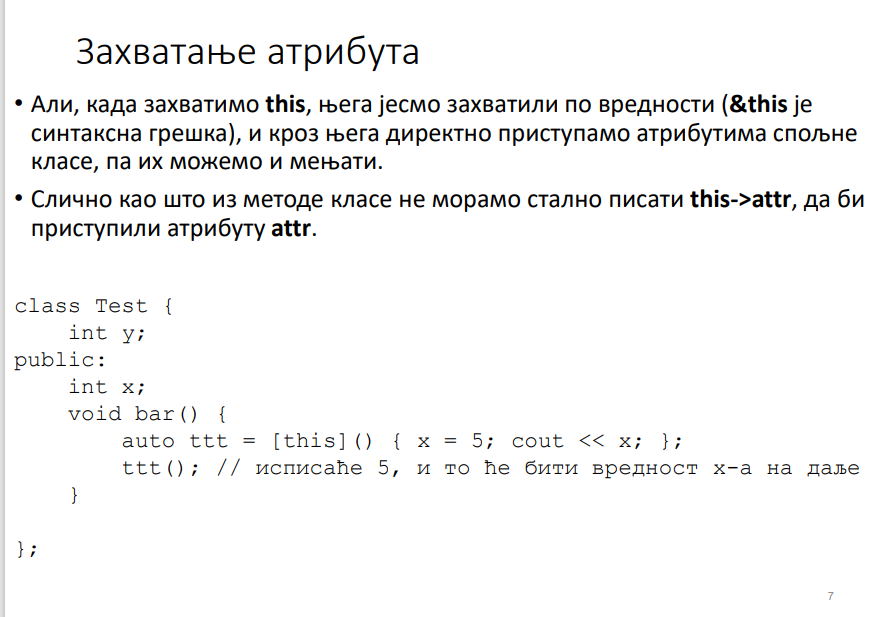 Захватање атрибута
• Али, када захватимо this, њега јесмо захватили по вредности (&this је
синтаксна грешка), и кроз њега директно приступамо атрибутима спољне
класе, па их можемо и мењати.
• Слично као што из методе класе не морамо стално писати this->attr, да би
приступили атрибуту attr.
class Test {
    int y;
public:
    int x;
    void bar() {
        auto ttt = [this]() { x = 5; cout << x; };
        ttt(); // исписаће 5, и то ће бити вредност x-а на даље
    }
};
7